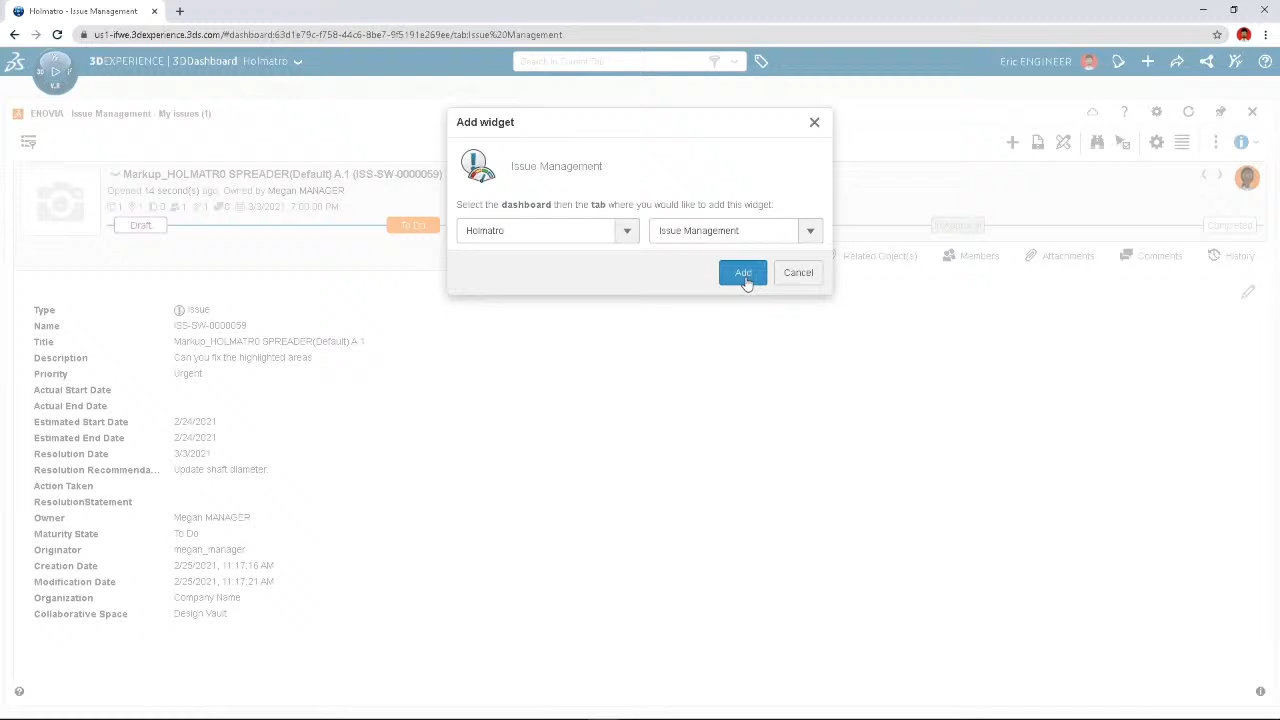 Holmatro - Issue Management
us1-ifwe.3dexperience.3ds.com/#dashboard:63d1e79c-f758-44c6-8be7-9f5191e269ee/tab:Issue%20Management
3DEXPERIENCE | 3DDashboard Holmatro
3D
V.R
Eric ENGINEER
ENOVIA - Issue Management - My issues (1)
Add widget
Issue Management
Select the dashboard then the tab where you would like to add this widget:
Holmatro
Issue Management
Add
Cancel
Markup_HOLMATRO SPREADER(Default) A.1 (ISS-SW-0000059)
Opened 14 second(s) ago, Owned by Megan MANAGER
1 1 0 1 1 0 3/3/2021 - 7:00:00 PM
Draft
To Do
Completed
Related Object(s)
Members
Attachments
Comments
History
Type Issue
Name ISS-SW-0000059
Title Markup_HOLMATRO SPREADER(Default) A.1
Description Can you fix the highlighted areas
Priority Urgent
Actual Start Date
Actual End Date
Estimated Start Date 2/24/2021
Estimated End Date 2/24/2021
Resolution Date 3/3/2021
Resolution Recommenda... Update shaft diameter.
Action Taken
ResolutionStatement
Owner Megan MANAGER
Maturity State To Do
Originator megan_manager
Creation Date 2/25/2021, 11:17:16 AM
Modification Date 2/25/2021, 11:17:21 AM
Organization Company Name
Collaborative Space Design Vault